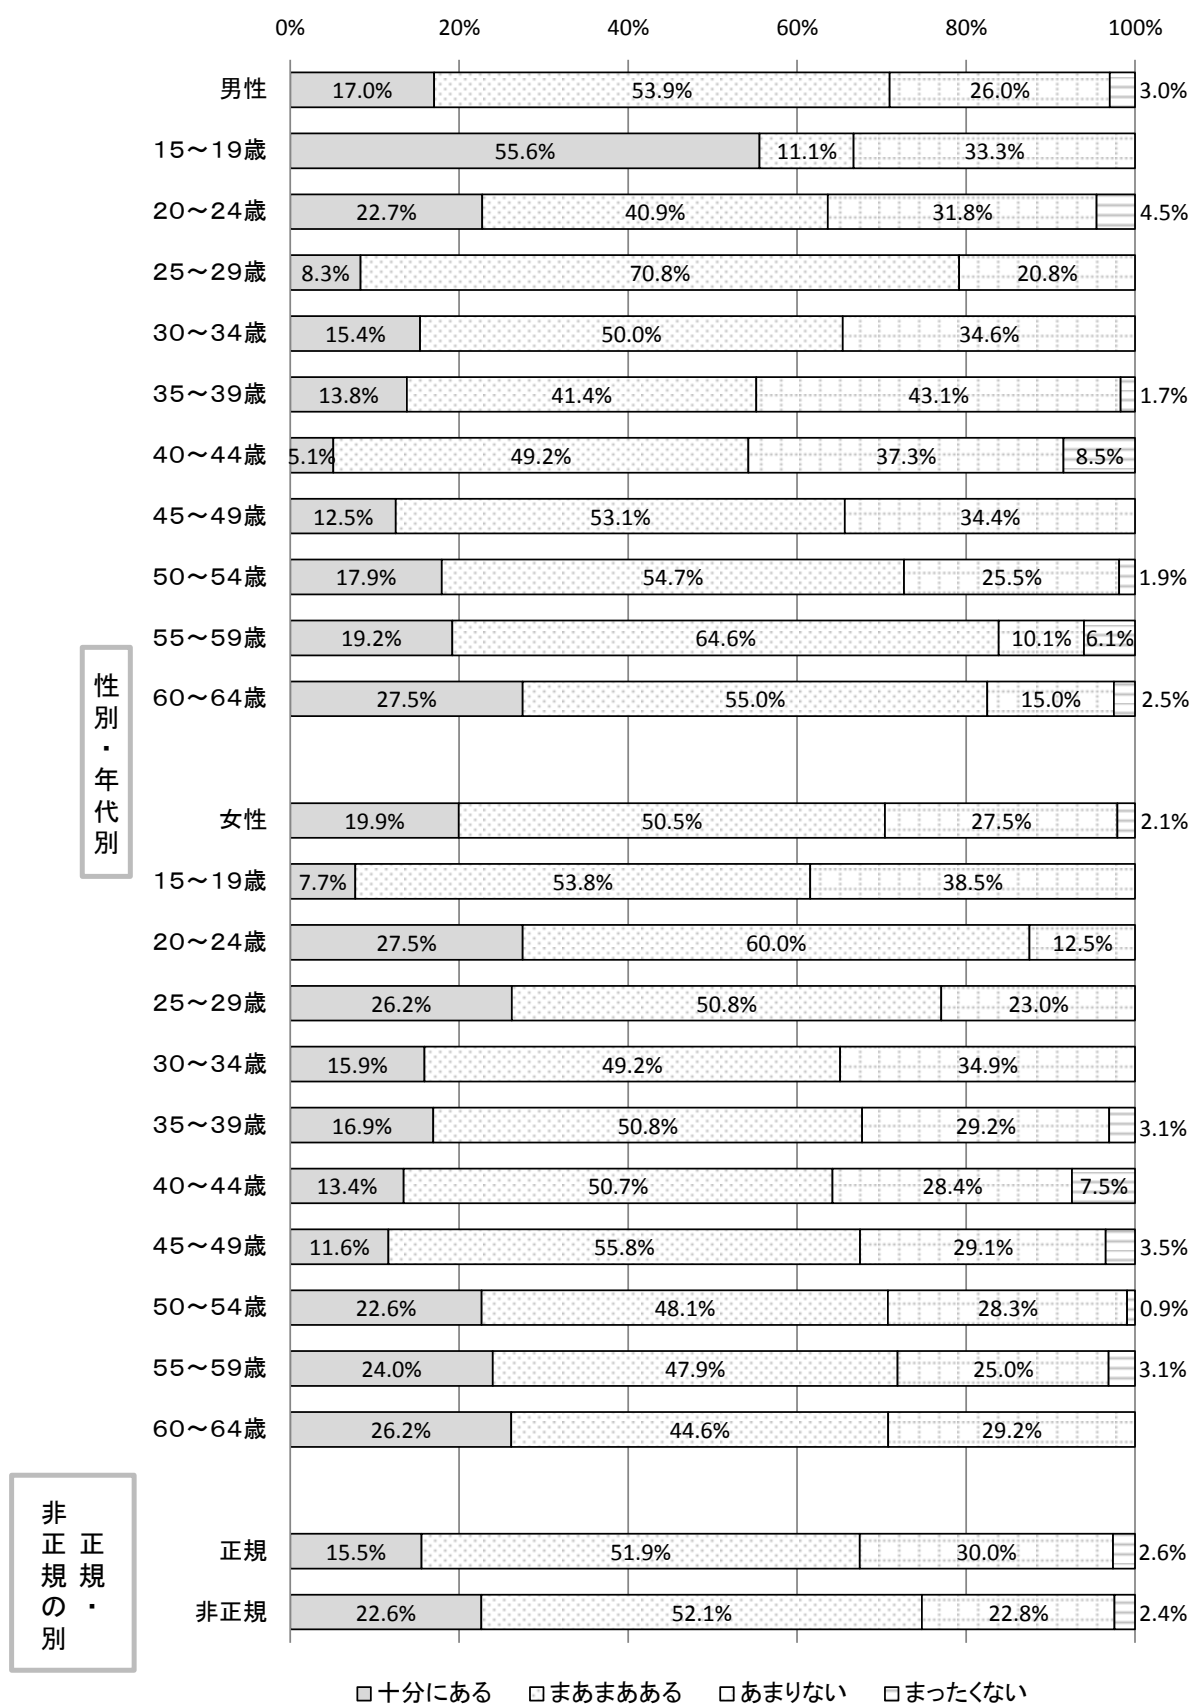 0% 20% 40% 60% 80% 100%
男性 17.0% 53.9% 26.0% 3.0%
15～19歳 55.6% 11.1% 33.3%
20～24歳 22.7% 40.9% 31.8% 4.5%
25～29歳 8.3% 70.8% 20.8%
30～34歳 15.4% 50.0% 34.6%
35～39歳 13.8% 41.4% 43.1% 1.7%
40～44歳 5.1% 49.2% 37.3% 8.5%
45～49歳 12.5% 53.1% 34.4%
50～54歳 17.9% 54.7% 25.5% 1.9%
55～59歳 19.2% 64.6% 10.1% 6.1%
60～64歳 27.5% 55.0% 15.0% 2.5%
性別・年代別
女性 19.9% 50.5% 27.5% 2.1%
15～19歳 7.7% 53.8% 38.5%
20～24歳 27.5% 60.0% 12.5%
25～29歳 26.2% 50.8% 23.0%
30～34歳 15.9% 49.2% 34.9%
35～39歳 16.9% 50.8% 29.2% 3.1%
40～44歳 13.4% 50.7% 28.4% 7.5%
45～49歳 11.6% 55.8% 29.1% 3.5%
50～54歳 22.6% 48.1% 28.3% 0.9%
55～59歳 24.0% 47.9% 25.0% 3.1%
60～64歳 26.2% 44.6% 29.2%
正規・
非正規の別
正規 15.5% 51.9% 30.0% 2.6%
非正規 22.6% 52.1% 22.8% 2.4%
十分にある まあまあある あまりない まったくない